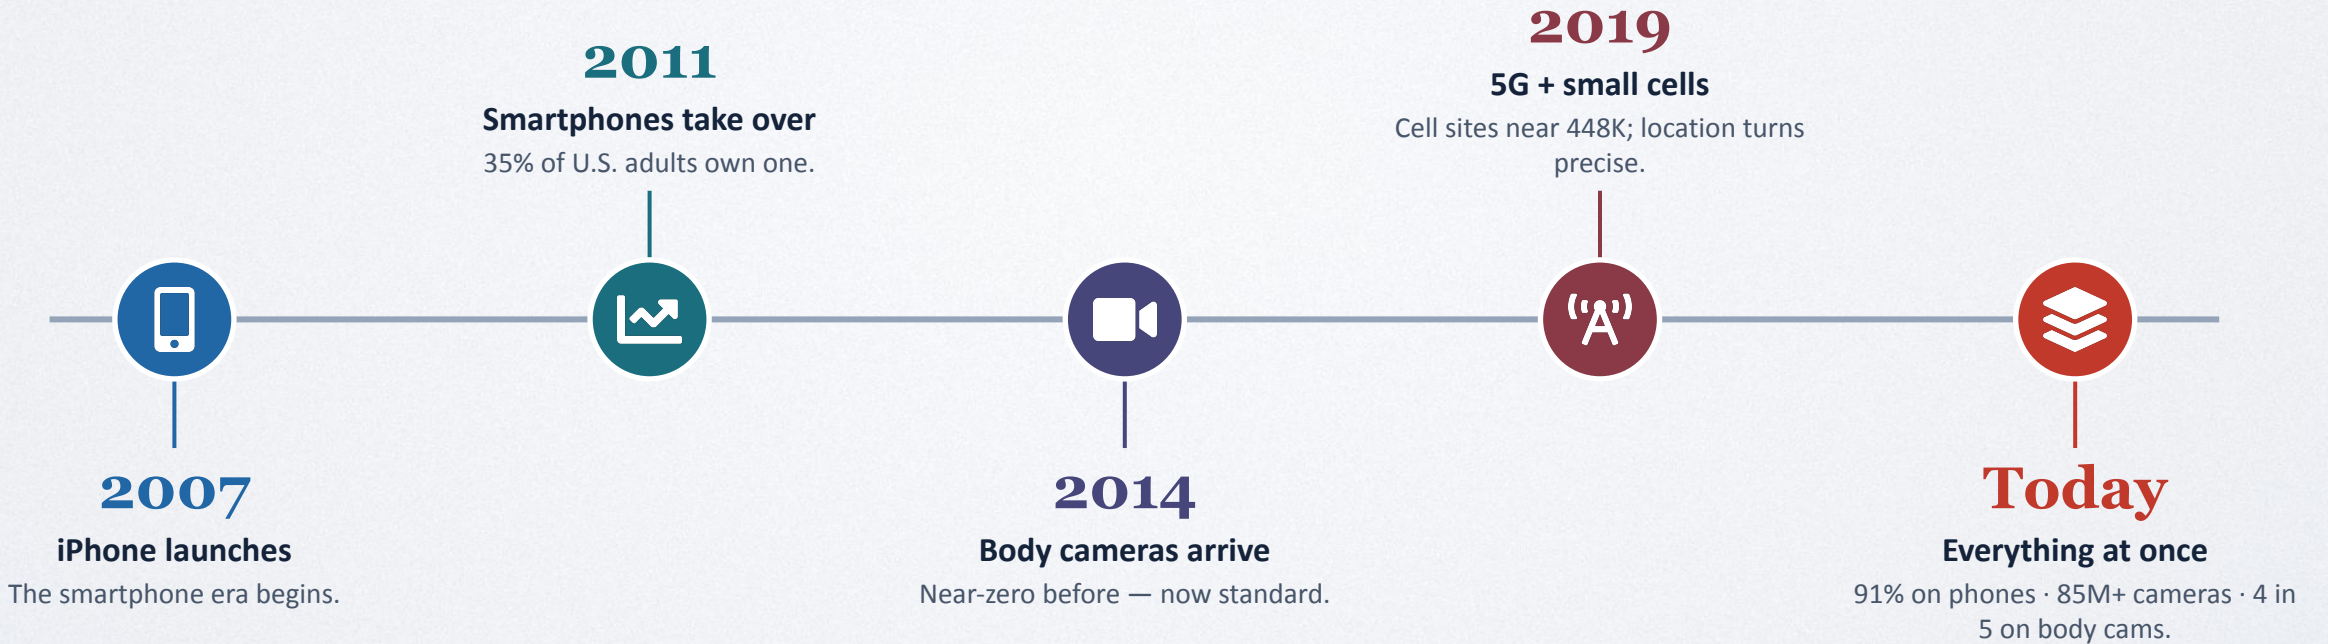 2007
iPhone launches
The smartphone era begins.
2011
Smartphones take over
35% of U.S. adults own one.
2014
Body cameras arrive
Near-zero before — now standard.
2019
5G + small cells
Cell sites near 448K; location turns
precise.
Today
Everything at once
91% on phones · 85M+ cameras · 4 in
5 on body cams.